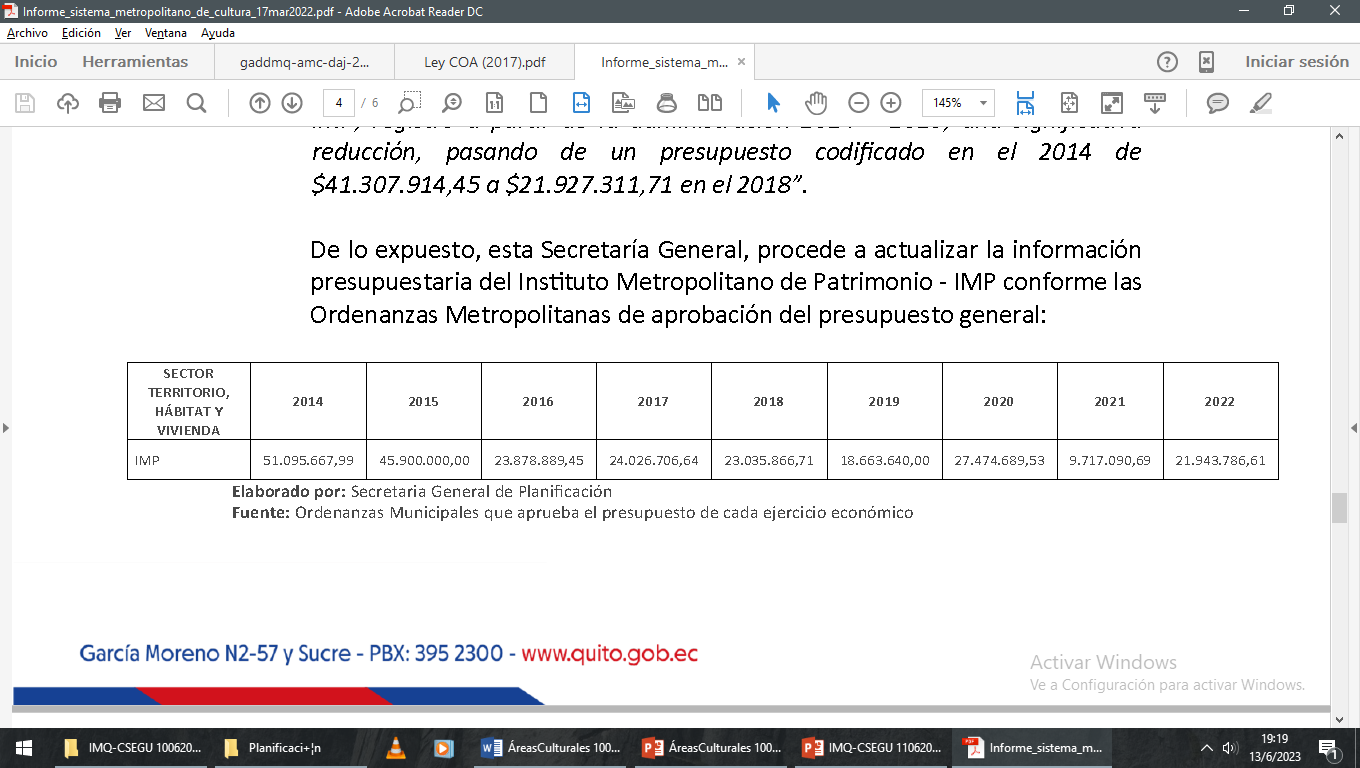 Informe_sistema_metropolitano_de_cultura_17mar2022.pdf - Adobe Acrobat Reader DC
Archivo Edición Ver Ventana Ayuda
Inicio Herramientas gaddmq-amc-daj-2... Ley COA (2017).pdf Informe_sistema_m... × Iniciar sesión
4 / 6 1:1 145%
reducción, pasando de un presupuesto codificado en el 2014 de
$41.307.914,45 a $21.927.311,71 en el 2018”.
De lo expuesto, esta Secretaría General, procede a actualizar la información
presupuestaria del Instituto Metropolitano de Patrimonio - IMP conforme las
Ordenanzas Metropolitanas de aprobación del presupuesto general:
SECTOR
TERRITORIO,
HÁBITAT Y
VIVIENDA
2014 2015 2016 2017 2018 2019 2020 2021 2022
IMP 51.095.667,99 45.900.000,00 23.878.889,45 24.026.706,64 23.035.866,71 18.663.640,00 27.474.689,53 9.717.090,69 21.943.786,61
Elaborado por: Secretaria General de Planificación
Fuente: Ordenanzas Municipales que aprueba el presupuesto de cada ejercicio económico
García Moreno N2-57 y Sucre - PBX: 395 2300 - www.quito.gob.ec
Activar Windows
Ve a Configuración para activar Windows.
IMQ-CSEGU 100620... Planificaci+¦n ÁreasCulturales 100... ÁreasCulturales 100... IMQ-CSEGU 110620... Informe_sistema_m...
19:19
13/6/2023
1